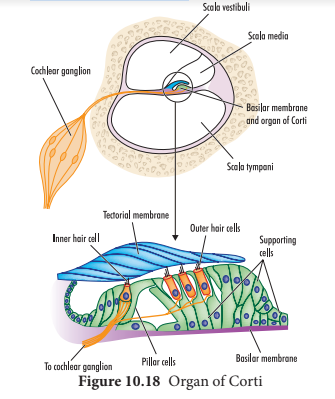 Scala vestibuli
Scala media
Cochlear ganglion
Basilar membrane
and organ of Corti
Scala tympani
Tectorial membrane
Inner hair cell
Outer hair cells
Supporting
cells
To cochlear ganglion
Pillar cells
Basilar membrane
Figure 10.18 Organ of Corti